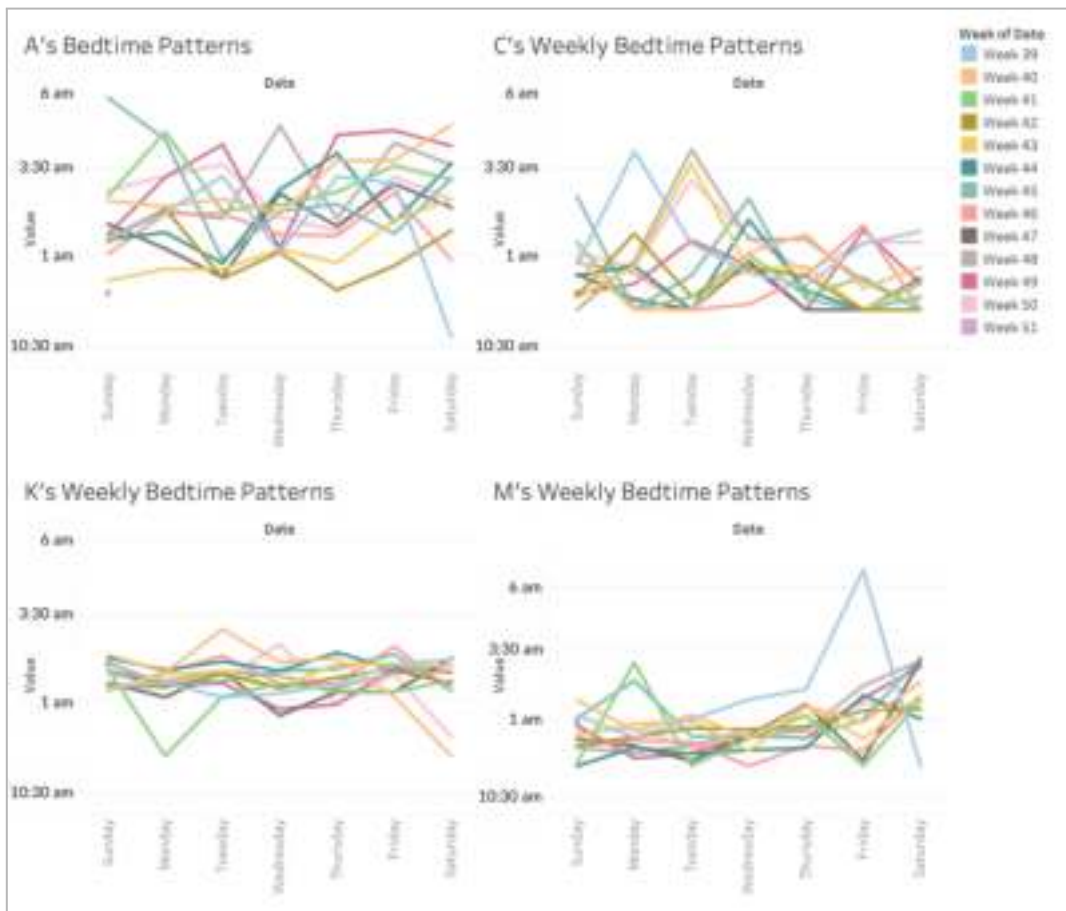 A's Bedtime Patterns
Date
6 am
3:30 am
1 am
10:30 am
Value
Sunday
Monday
Tuesday
Wednesday
Thursday
Friday
Saturday
C's Weekly Bedtime Patterns
Date
6 am
3:30 am
1 am
10:30 am
Value
Sunday
Monday
Tuesday
Wednesday
Thursday
Friday
Saturday
Week of Date
Week 39
Week 40
Week 41
Week 42
Week 43
Week 44
Week 45
Week 46
Week 47
Week 48
Week 49
Week 50
Week 51
K's Weekly Bedtime Patterns
Date
6 am
3:30 am
1 am
10:30 am
Value
Sunday
Monday
Tuesday
Wednesday
Thursday
Friday
Saturday
M's Weekly Bedtime Patterns
Date
6 am
3:30 am
1 am
10:30 am
Value
Sunday
Monday
Tuesday
Wednesday
Thursday
Friday
Saturday